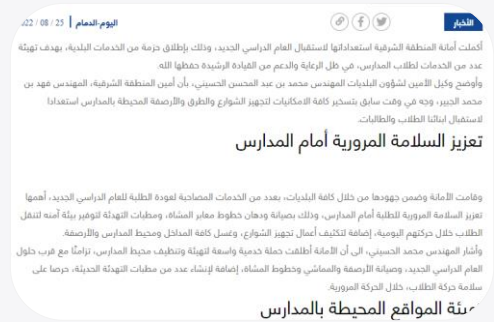 الأخبار
اليوم-الدمام | 25 / 08 / 2022
أكملت أمانة المنطقة الشرقية استعداداتها لاستقبال العام الدراسي الجديد، وذلك بإطلاق حزمة من الخدمات البلدية، بهدف تهيئة
عدد من الخدمات لطلاب المدارس، في ظل الرعاية والدعم من القيادة الرشيدة حفظها الله.
وأوضح وكيل الأمين لشؤون البلديات المهندس محمد بن عبد المحسن الحسيني، بأن أمين المنطقة الشرقية، المهندس فهد بن
محمد الجبير، وجه في وقت سابق بتسخير كافة الامكانيات لتجهيز الشوارع والطرق والأرصفة المحيطة بالمدارس استعدادا
لاستقبال ابنائنا الطلاب والطالبات.
تعزيز السلامة المرورية أمام المدارس
وقامت الأمانة وضمن جهودها من خلال كافة البلديات، بعدد من الخدمات المصاحبة لعودة الطلبة للعام الدراسي الجديد، أهمها
تعزيز السلامة المرورية للطلبة أمام المدارس، وذلك بصيانة ودهان خطوط معابر المشاة، ومطبات التهدئة لتوفير بيئة آمنه لتنقل
الطلاب خلال حركتهم اليومية، إضافة لتكثيف أعمال تجهيز الشوارع، وغسل كافة المداخل ومحيط المدارس والأرصفة.
وأشار المهندس محمد الحسيني، الى أن الأمانة أطلقت حملة خدمية واسعة لتهيئة وتنظيف محيط المدارس، تزامنًا مع قرب حلول
العام الدراسي الجديد، وصيانة الأرصفة والمماشي وخطوط المشاة، إضافة لإنشاء عدد من مطبات التهدئة الحديثة، حرصا على
سلامة حركة الطلاب، خلال الحركة المرورية.
تهيئة المواقع المحيطة بالمدارس